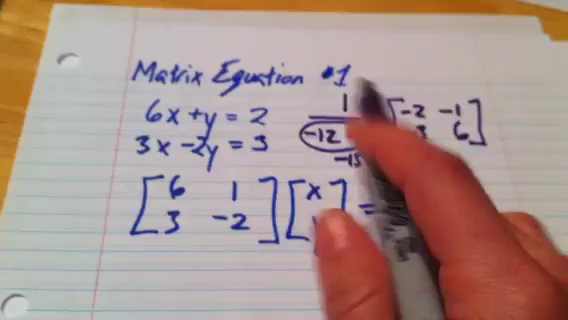 Matrix Equation #1
6x + y = 2
3x - 2y = 3
1
-12
-15
-2 -1
6
6 1
3 -2
x
=